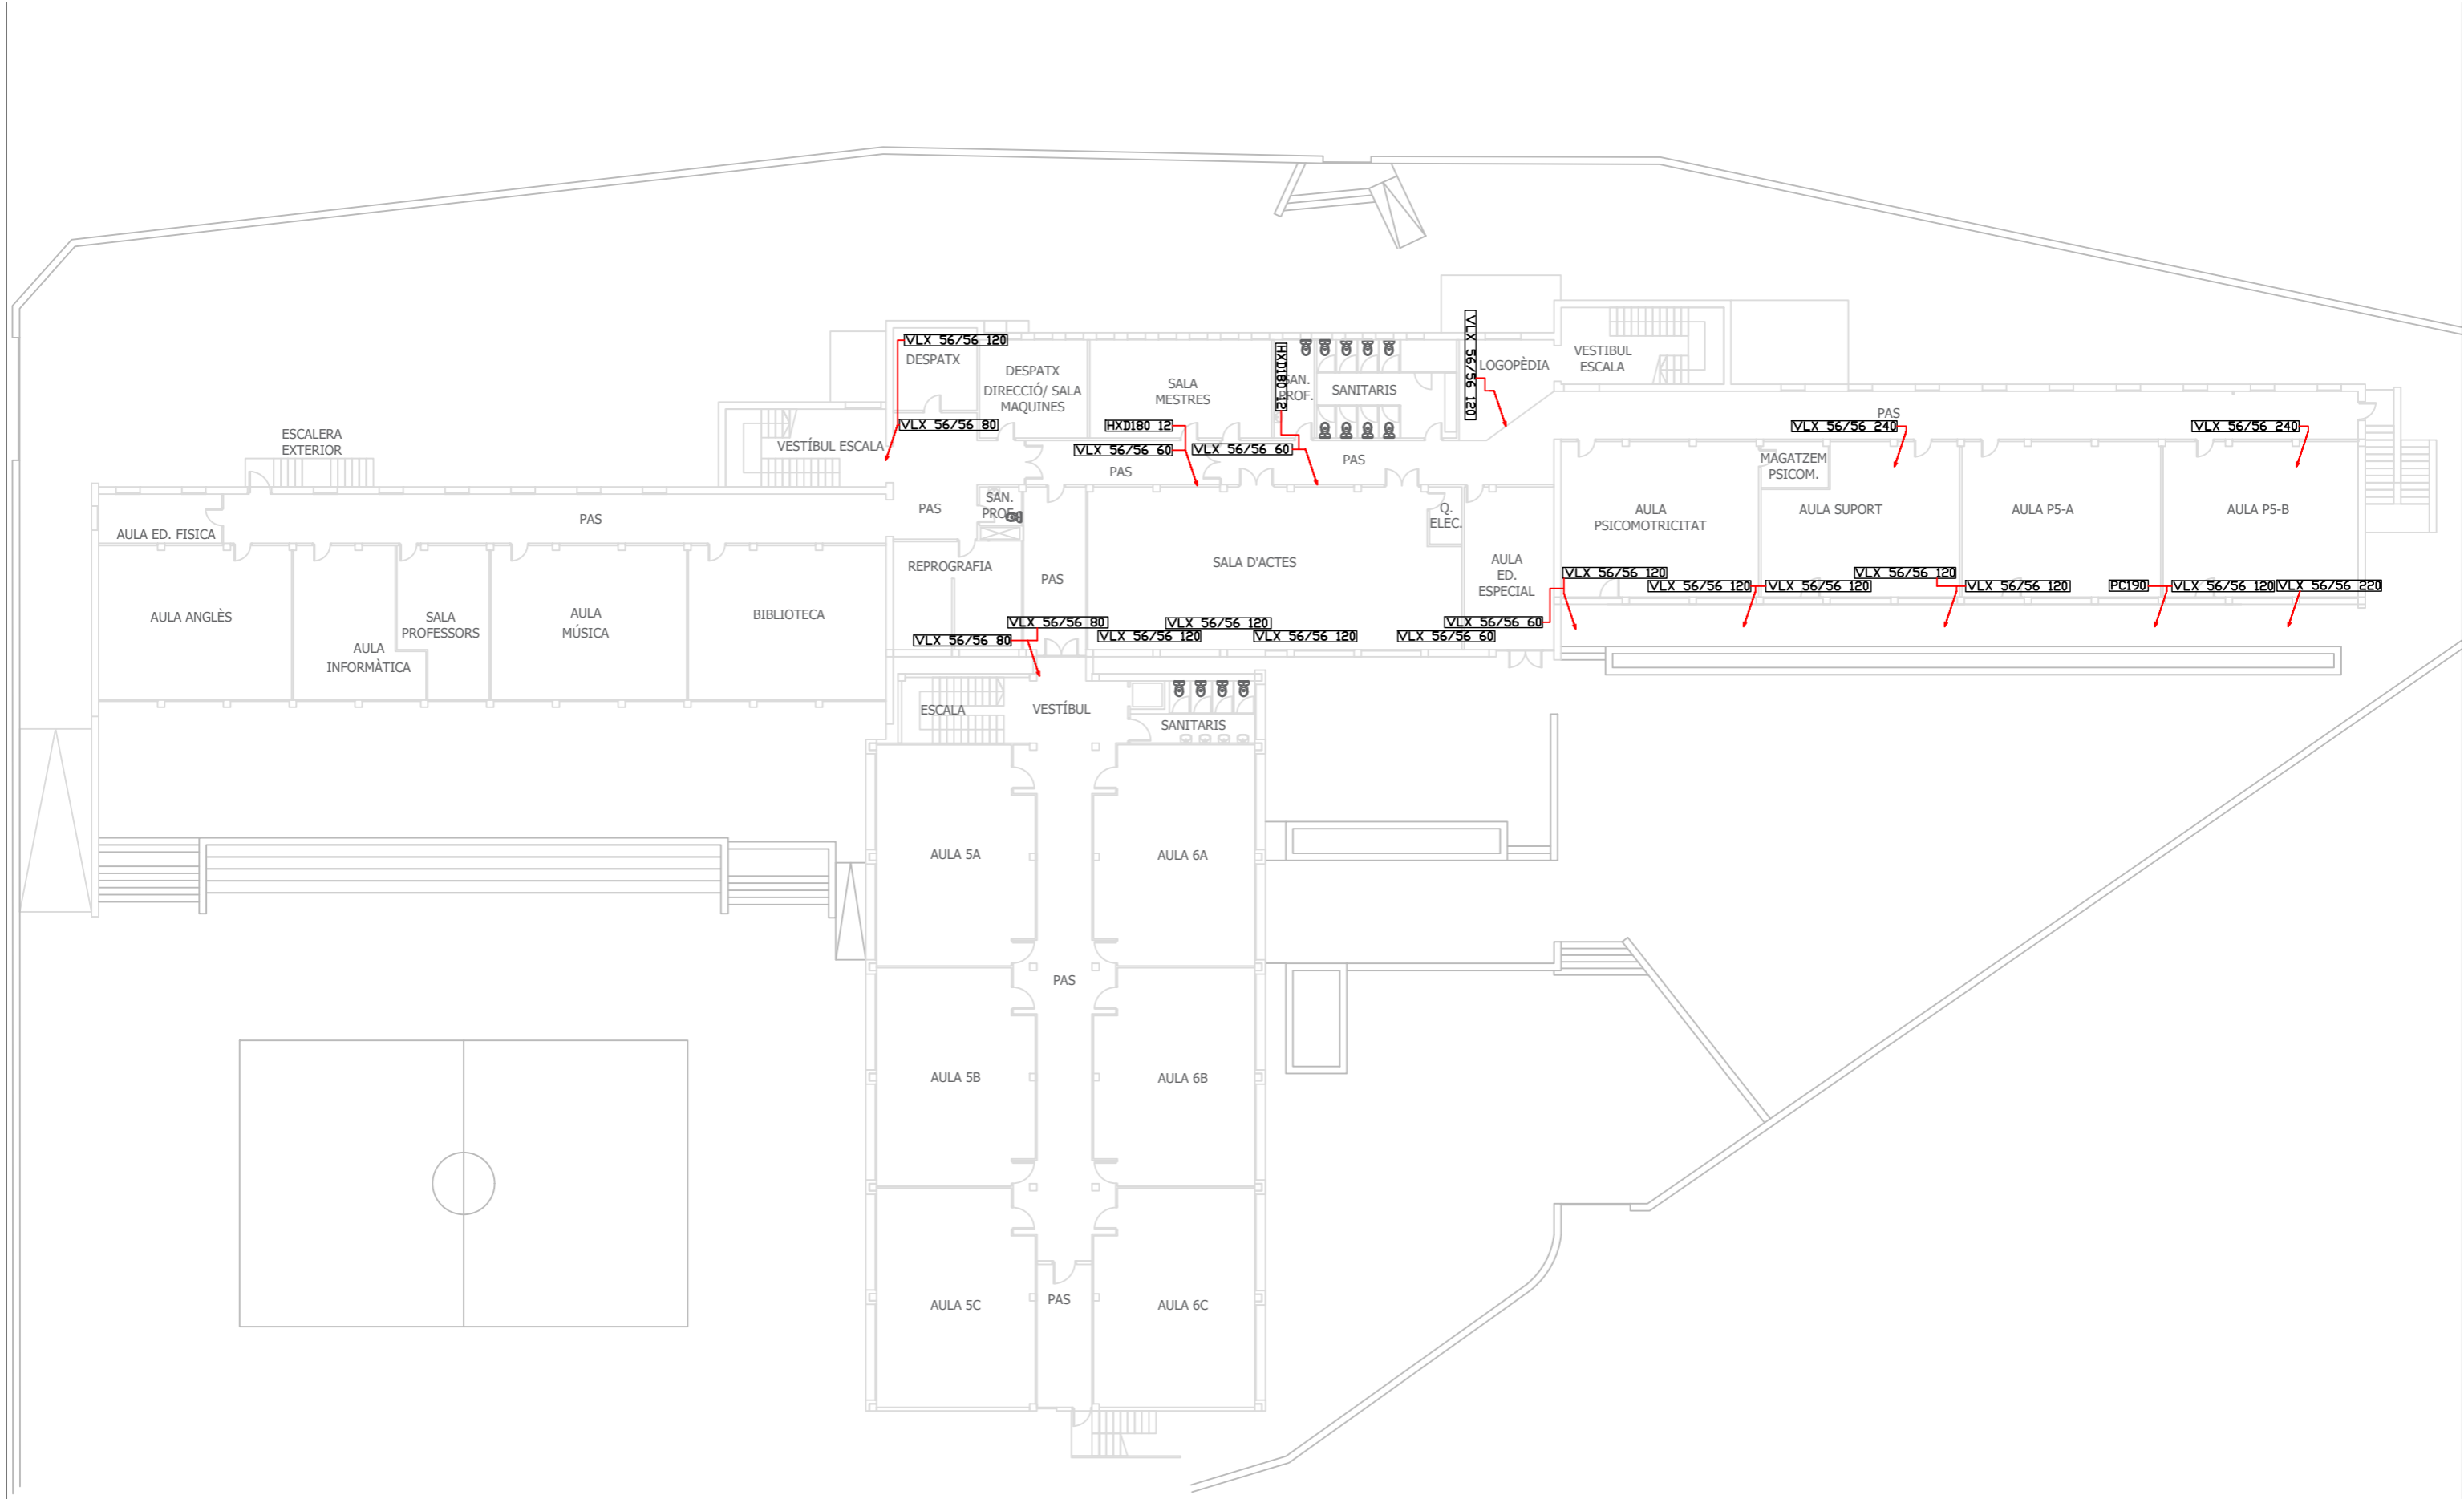 VLX 56/56 120
DESPATX
DESPATX
DIRECCIÓ/ SALA
MAQUINES
VLX 56/56 80
SALA
MESTRES
HXD180 12
VLX 56/56 60
HXD180 12
SAN.
PROF.
SANITARIS
VLX 56/56 60
VLX 56/56 120
LOGOPÈDIA
VESTIBUL
ESCALA
PAS
VLX 56/56 240
VLX 56/56 240
ESCALERA
EXTERIOR
VESTÍBUL ESCALA
PAS
PAS
MAGATZEM
PSICOM.
AULA ED. FISICA
PAS
PAS
SAN.
PROF.
Q.
ELEC.
AULA
PSICOMOTRICITAT
AULA SUPORT
AULA P5-A
AULA P5-B
REPROGRAFIA
PAS
SALA D'ACTES
AULA
ED.
ESPECIAL
VLX 56/56 120
VLX 56/56 120
VLX 56/56 120
VLX 56/56 120
VLX 56/56 120
PC190
VLX 56/56 120
VLX 56/56 220
AULA ANGLÈS
AULA
INFORMÀTICA
SALA
PROFESSORS
AULA
MÚSICA
BIBLIOTECA
VLX 56/56 80
VLX 56/56 80
VLX 56/56 120
VLX 56/56 120
VLX 56/56 120
VLX 56/56 60
VLX 56/56 60
ESCALA
VESTÍBUL
SANITARIS
AULA 5A
AULA 6A
PAS
AULA 5B
AULA 6B
PAS
AULA 5C
AULA 6C